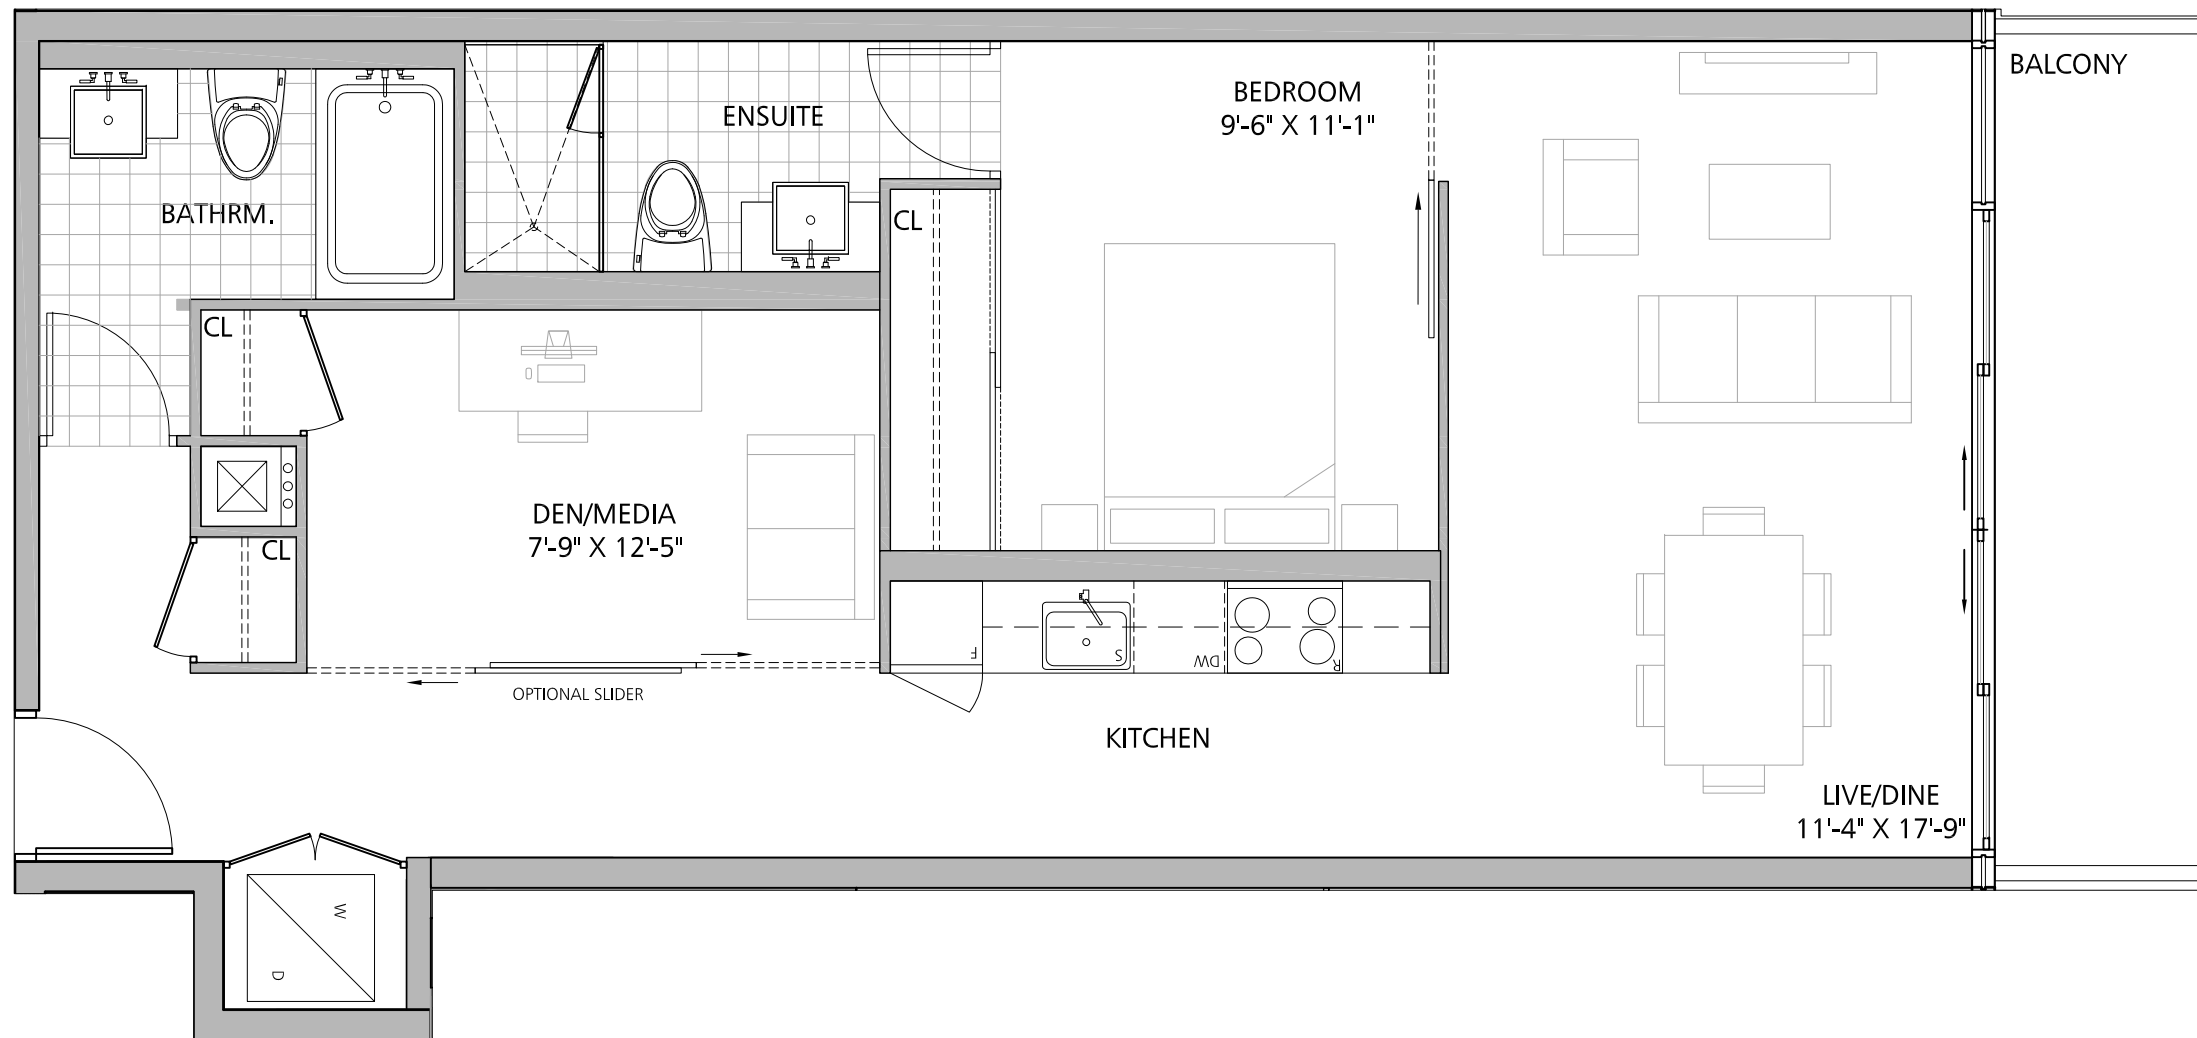 BALCONY
BEDROOM
9'-6" X 11'-1"
ENSUITE
BATHRM.
CL
CL
DEN/MEDIA
7'-9" X 12'-5"
CL
F
S
DW
R
OPTIONAL SLIDER
KITCHEN
LIVE/DINE
11'-4" X 17'-9"
W
D